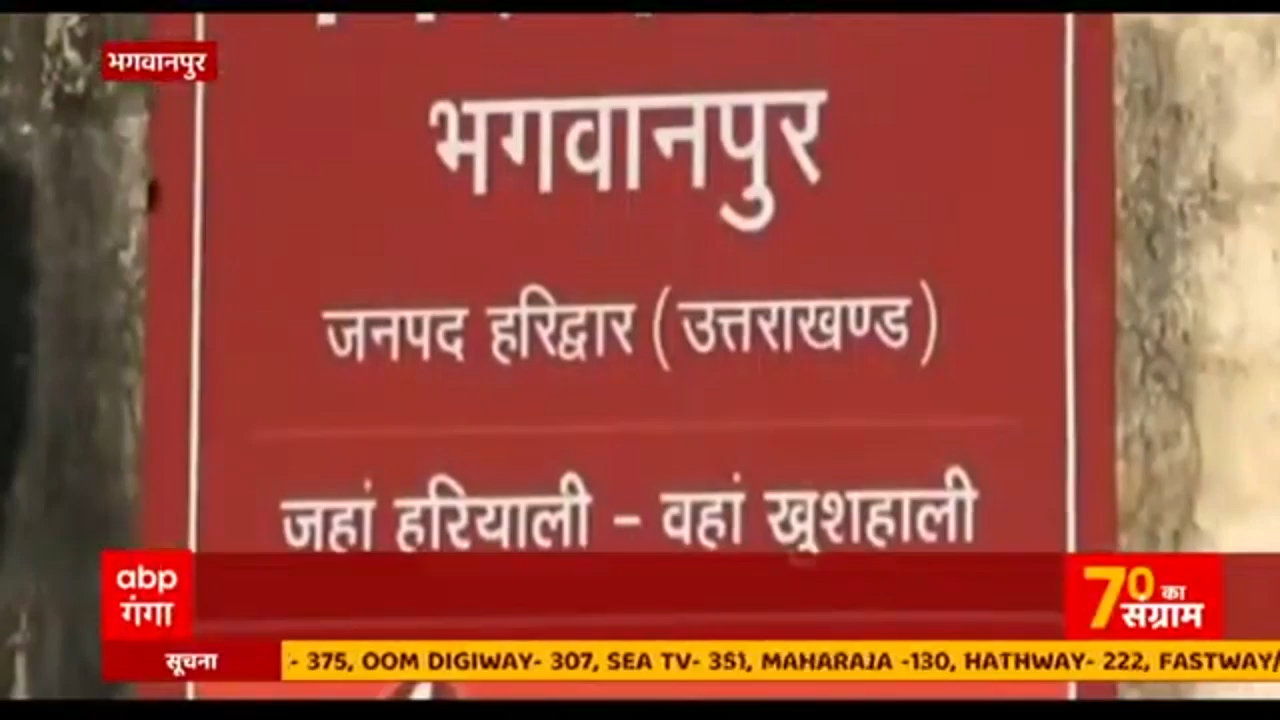 भगवानपुर
भगवानपुर
जनपद हरिद्वार (उत्तराखण्ड)
जहां हरियाली - वहां खुशहाली
abp
गंगा
70 का
संग्राम
सूचना
:- 375, OOM DIGIWAY- 307, SEA TV- 351, MAHARAJA -130, HATHWAY- 222, FASTWAY/